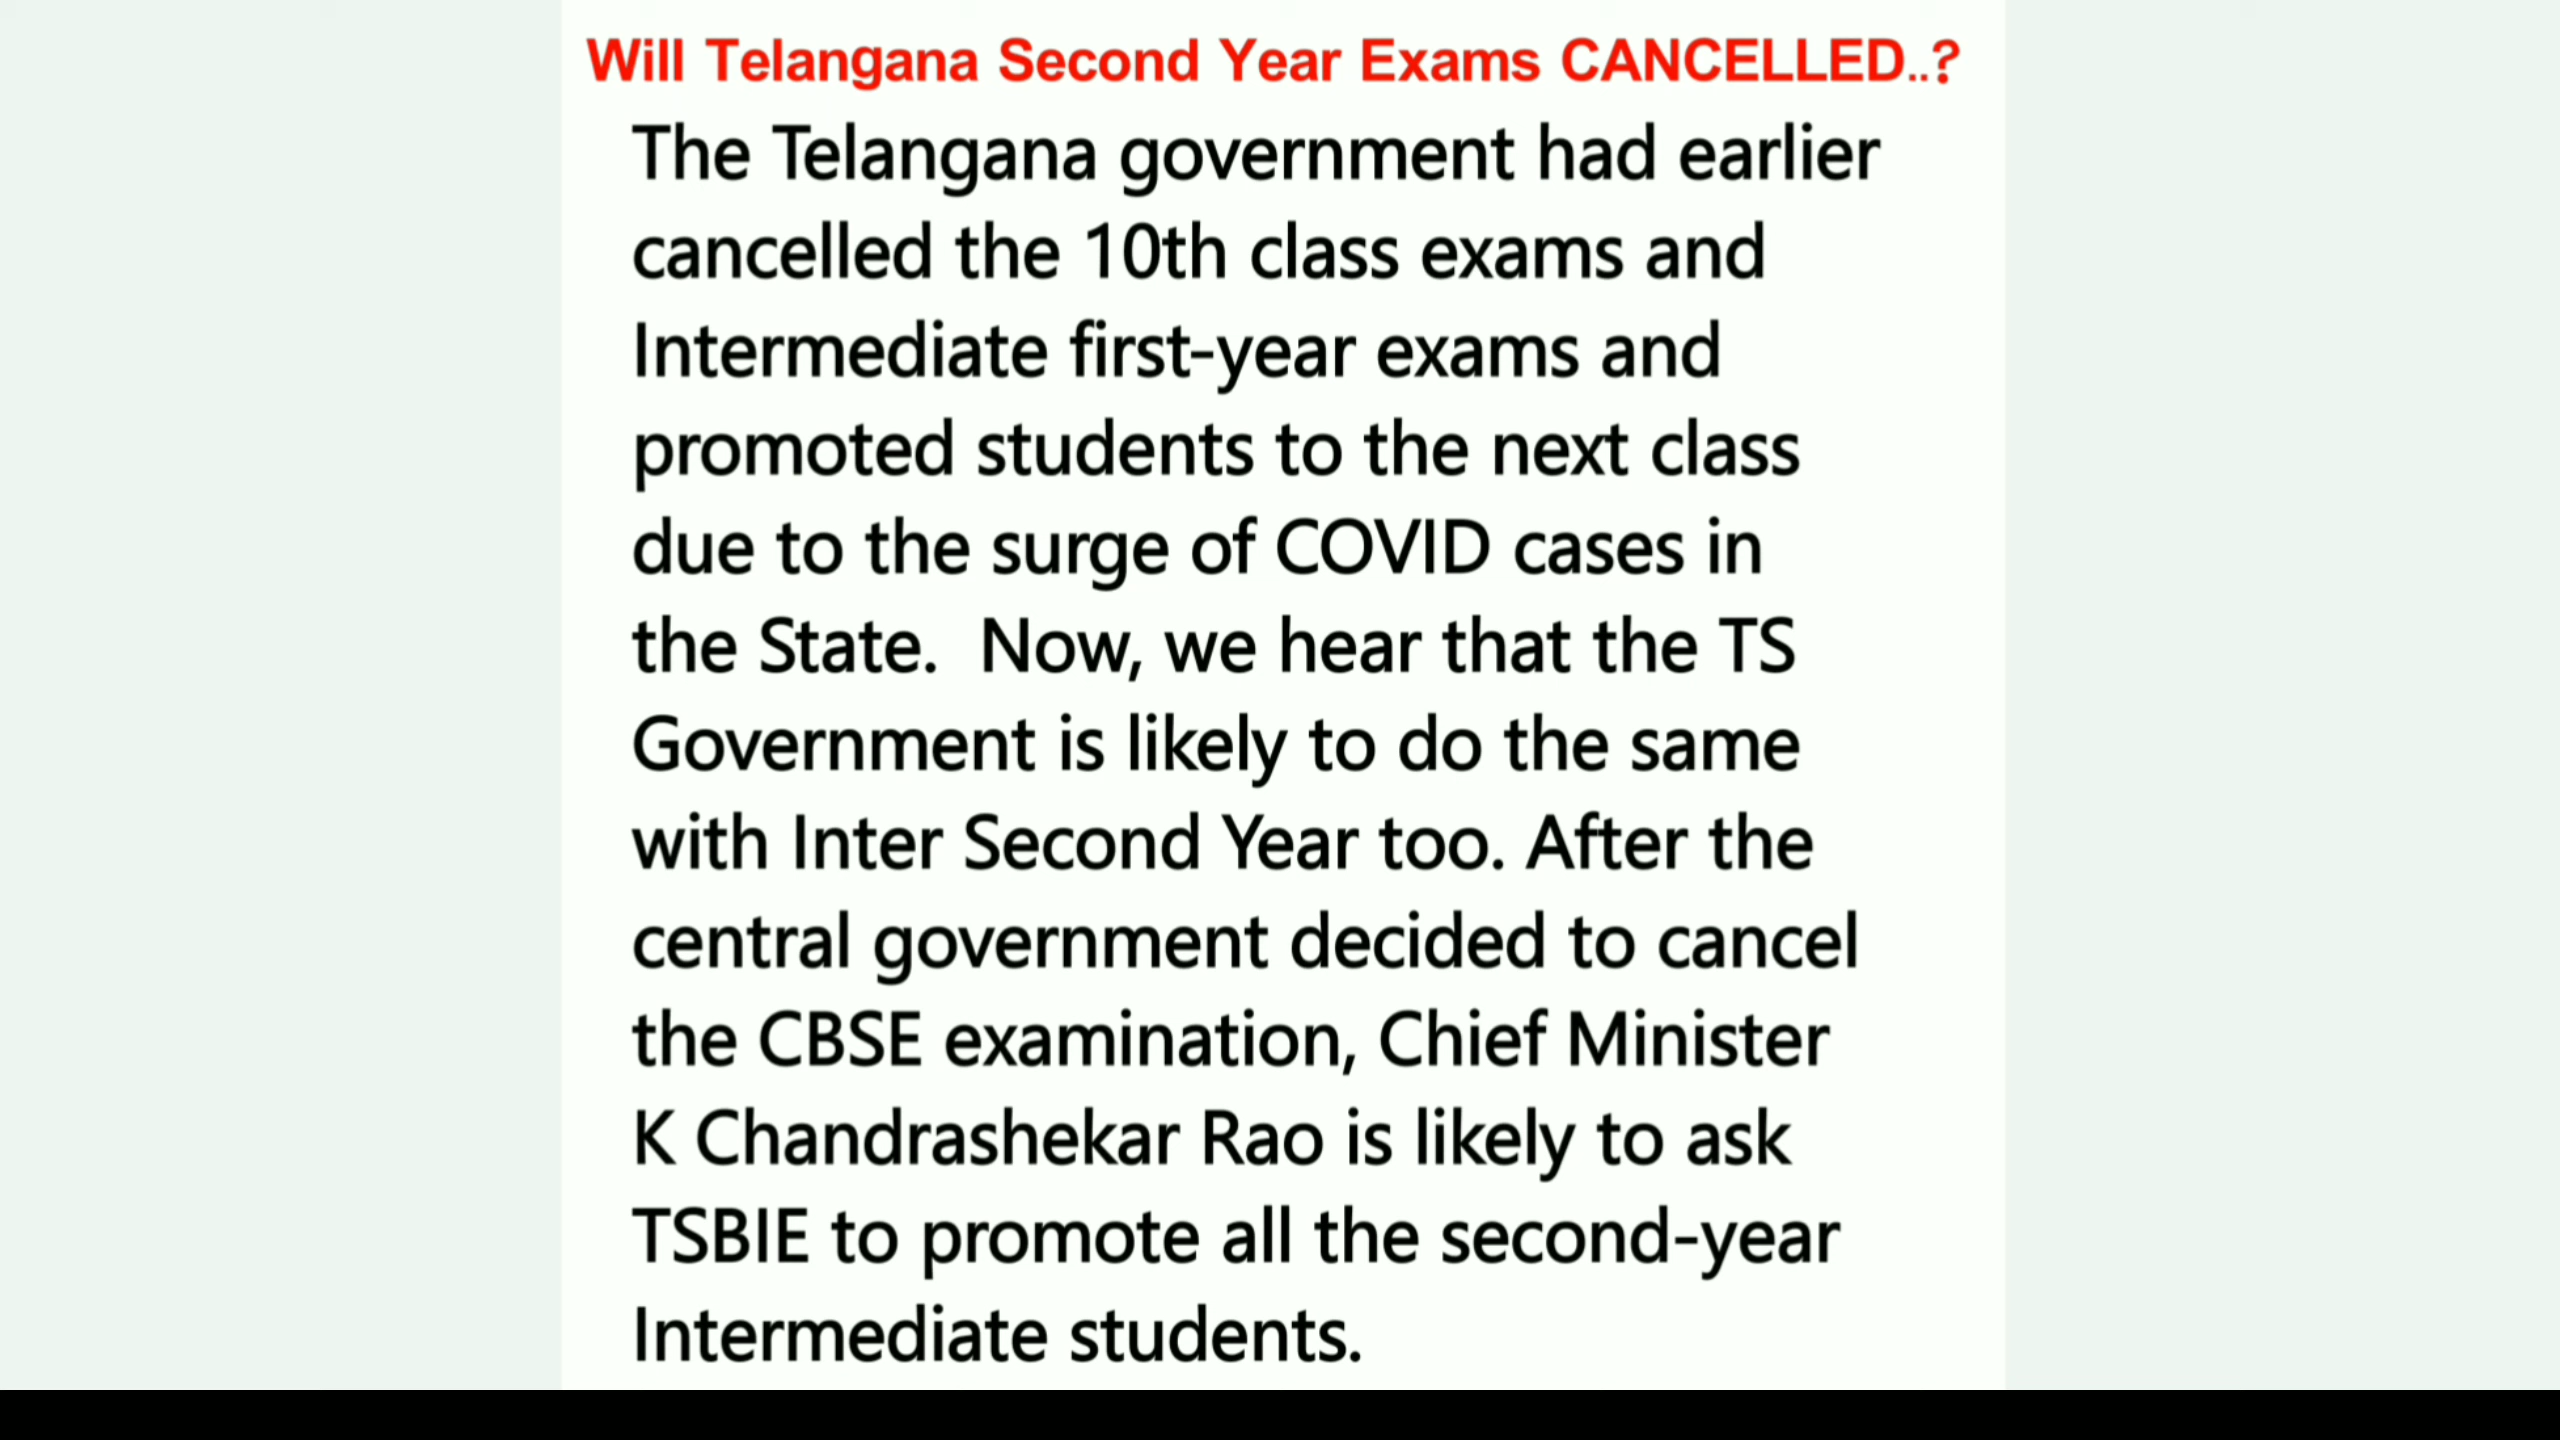 Will Telangana Second Year Exams CANCELLED..?
The Telangana government had earlier
cancelled the 10th class exams and
Intermediate first-year exams and
promoted students to the next class
due to the surge of COVID cases in
the State.  Now, we hear that the TS
Government is likely to do the same
with Inter Second Year too. After the
central government decided to cancel
the CBSE examination, Chief Minister
K Chandrashekar Rao is likely to ask
TSBIE to promote all the second-year
Intermediate students.